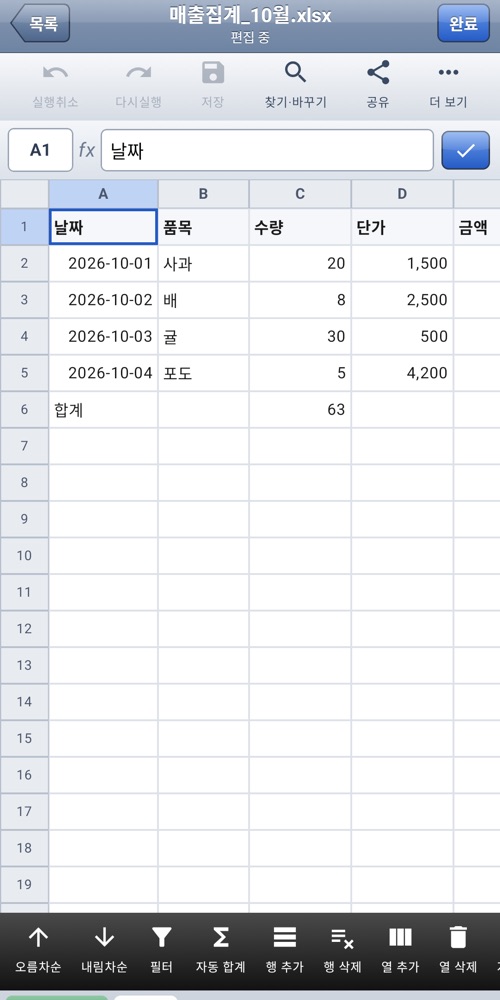 목록
매출집계_10월.xlsx
편집 중
완료
실행취소
다시실행
저장
찾기·바꾸기
공유
더 보기
A1
fx
날짜
A B C D
1 날짜 품목 수량 단가 금액
2 2026-10-01 사과 20 1,500
3 2026-10-02 배 8 2,500
4 2026-10-03 귤 30 500
5 2026-10-04 포도 5 4,200
6 합계 63
7
8
9
10
11
12
13
14
15
16
17
18
19
오름차순
내림차순
필터
자동 합계
행 추가
행 삭제
열 추가
열 삭제